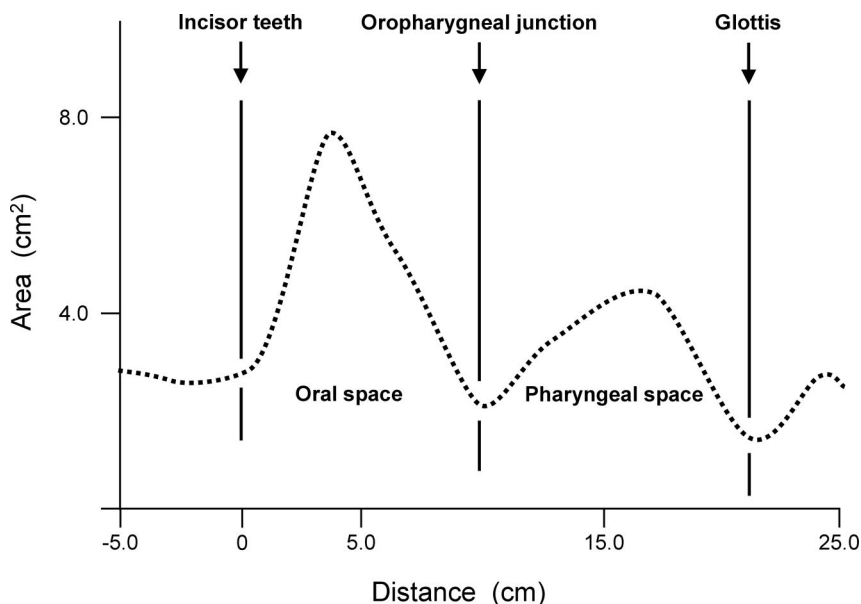 Incisor teeth
Oropharygneal junction
Glottis
8.0
4.0
Area (cm²)
Oral space
Pharyngeal space
-5.0
0
5.0
15.0
25.0
Distance (cm)